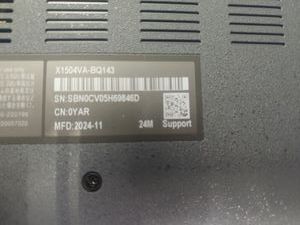 X1504VA-BQ143
SN:SBN0CV05H69846D
CN:0YAR
MFD:2024-11 24M Support